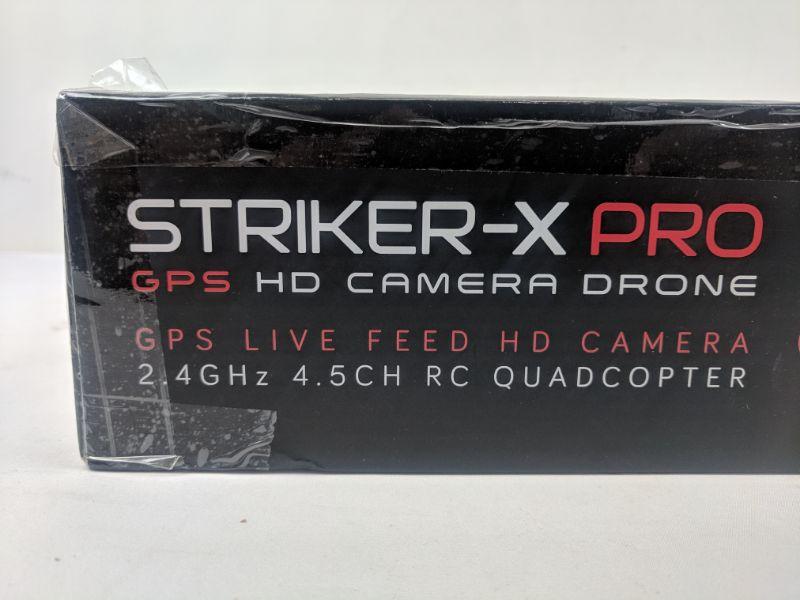 STRIKER-X PRO
GPS HD CAMERA DRONE
GPS LIVE FEED HD CAMERA
2.4GHz 4.5CH RC QUADCOPTER